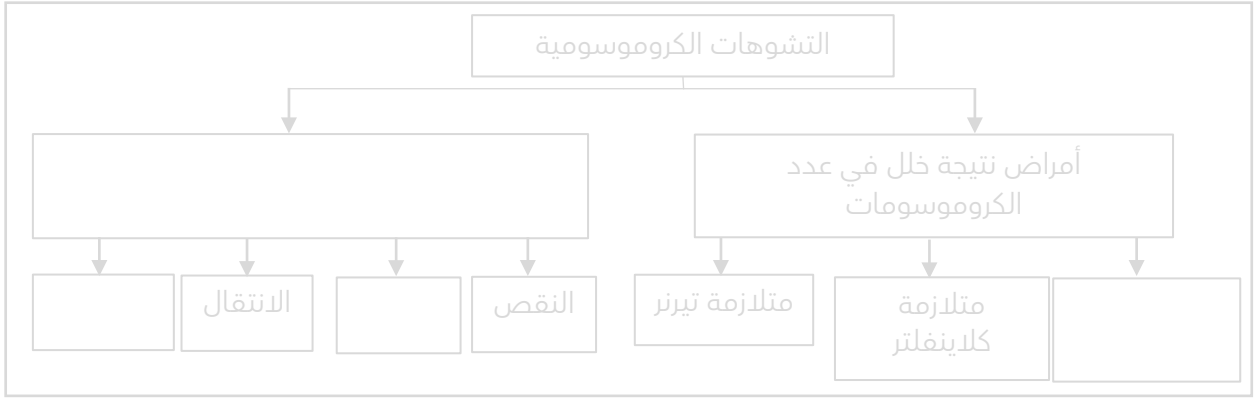 التشوهات الكروموسومية
أمراض نتيجة خلل في عدد
الكروموسومات
متلازمة
كلاينفلتر
متلازمة تيرنر
النقص
الانتقال